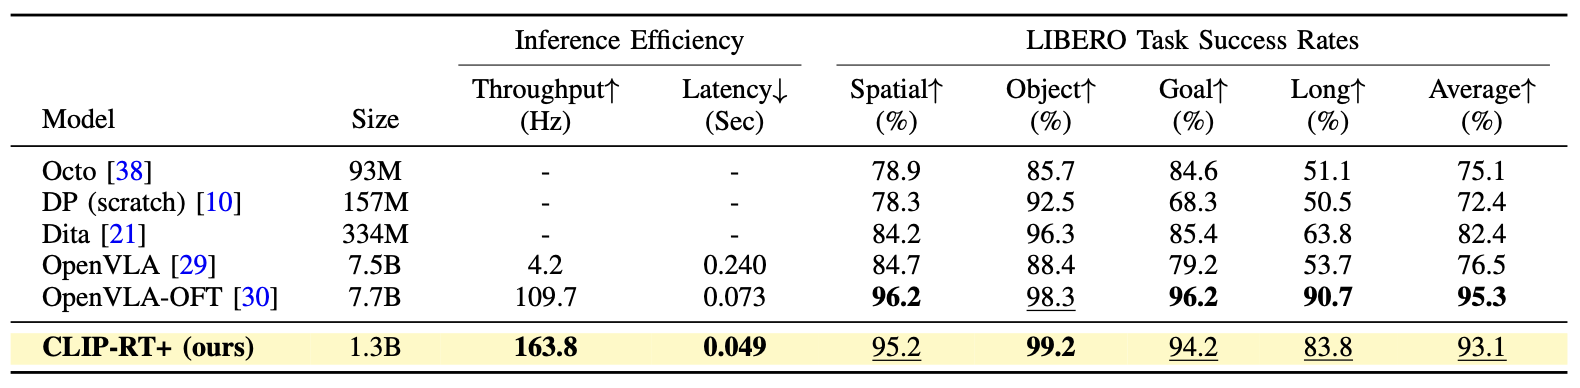 Inference Efficiency LIBERO Task Success Rates
Throughput↑ Latency↓ Spatial↑ Object↑ Goal↑ Long↑ Average↑
Model Size (Hz) (Sec) (%) (%) (%) (%) (%)
Octo [38] 93M - - 78.9 85.7 84.6 51.1 75.1
DP (scratch) [10] 157M - - 78.3 92.5 68.3 50.5 72.4
Dita [21] 334M - - 84.2 96.3 85.4 63.8 82.4
OpenVLA [29] 7.5B 4.2 0.240 84.7 88.4 79.2 53.7 76.5
OpenVLA-OFT [30] 7.7B 109.7 0.073 96.2 98.3 96.2 90.7 95.3
CLIP-RT+ (ours) 1.3B 163.8 0.049 95.2 99.2 94.2 83.8 93.1